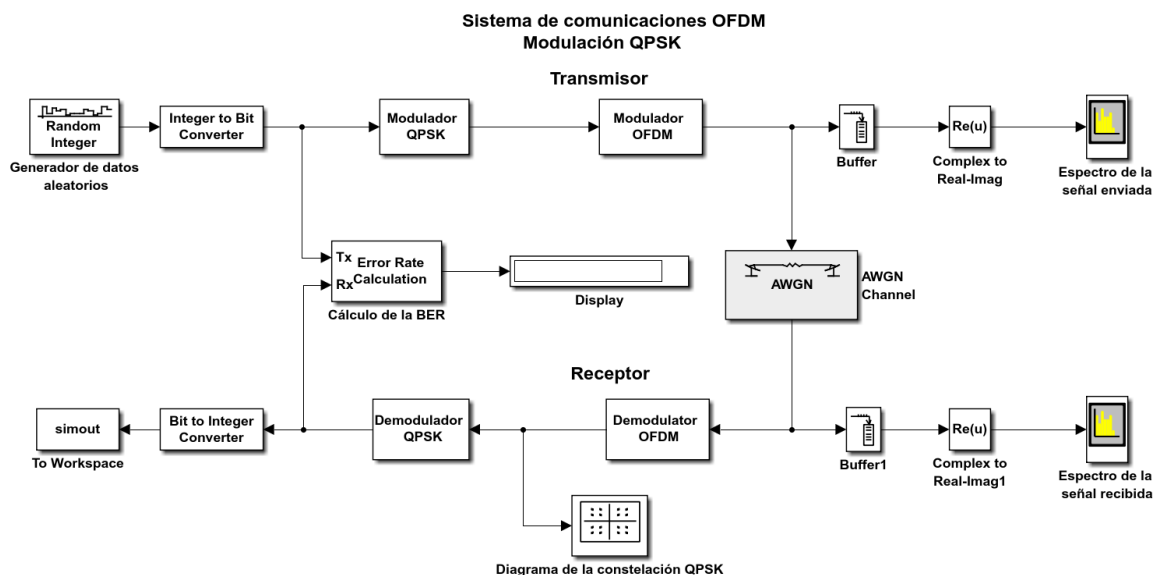 Sistema de comunicaciones OFDM
Modulación QPSK
Transmisor
Random
Integer
Generador de datos
aleatorios
Integer to Bit
Converter
Modulador
QPSK
Modulador
OFDM
Buffer
Re(u)
Complex to
Real-Imag
Espectro de la
señal enviada
Tx
Rx
Error Rate
Calculation
Cálculo de la BER
Display
AWGN
AWGN
Channel
Receptor
simout
To Workspace
Bit to Integer
Converter
Demodulador
QPSK
Demodulator
OFDM
Buffer1
Re(u)
Complex to
Real-Imag1
Espectro de la
señal recibida
Diagrama de la constelación QPSK